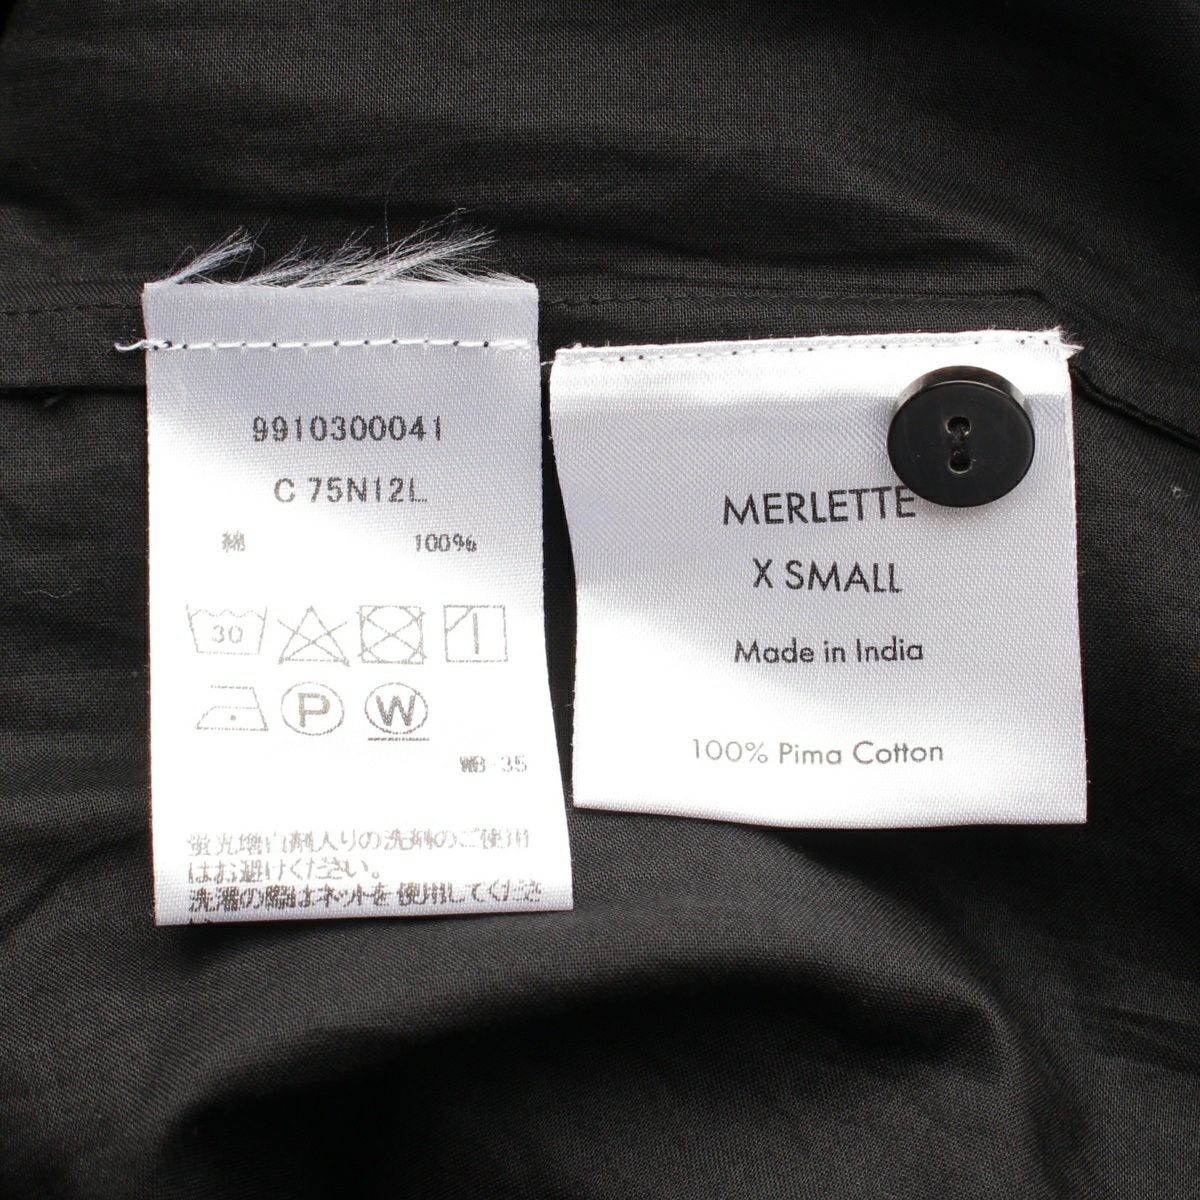 9910300041
C 75N12L
綿 100%
30
P W
WB-35
蛍光増白剤入りの洗剤のご使用
はお避けください。
洗濯の際はネットを使用してくださ
MERLETTE
X SMALL
Made in India
100% Pima Cotton